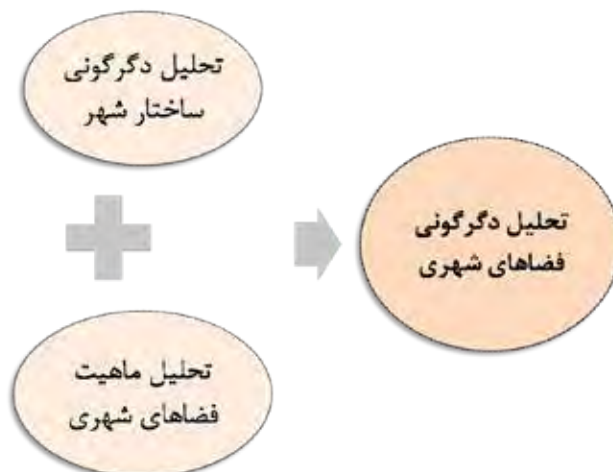 تحلیل دگرگونی
ساختار شهر
تحلیل دگرگونی
فضاهای شهری
تحلیل ماهیت
فضاهای شهری